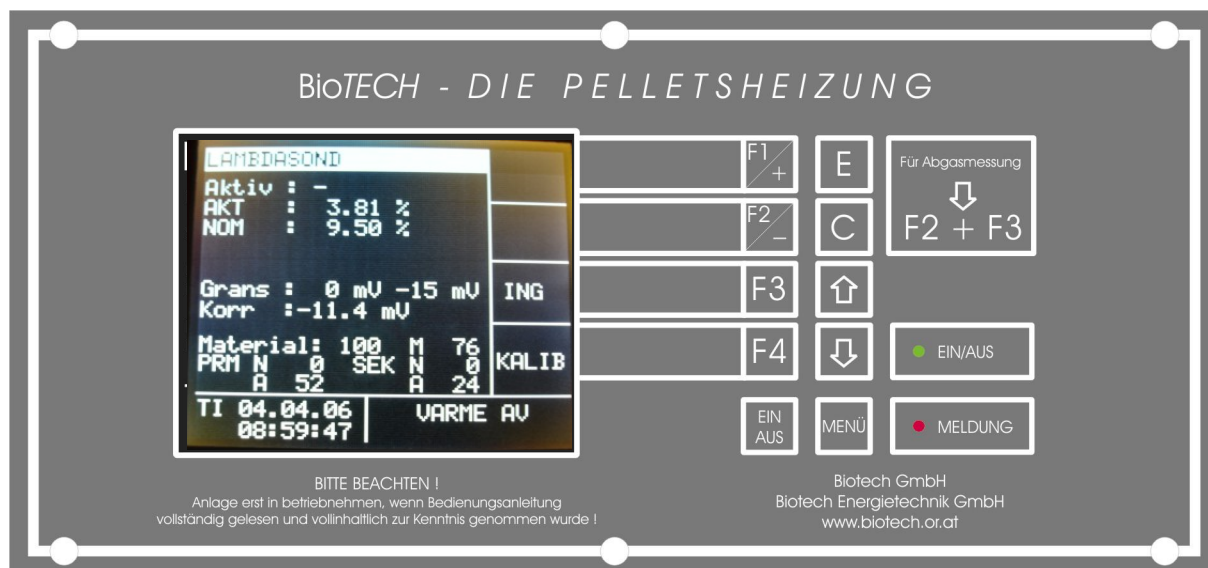 BioTECH - DIE PELLETSHEIZUNG
LAMBDASOND
Aktiv : -
AKT : 3.81 %
NOM : 9.50 %
Grans : 0 mV -15 mV
Korr :-11.4 mV
Material: 100 M 76
PRM N 0 SEK N 0
A 52 A 24
TI 04.04.06
08:59:47
VARME AV
ING
KALIB
F1/+
F2/-
F3
F4
E
C
⇧
⇩
Für Abgasmessung
⇩
F2 + F3
EIN/AUS
EIN
AUS
MENÜ
MELDUNG
BITTE BEACHTEN !
Anlage erst in betriebnehmen, wenn Bedienungsanleitung
vollständig gelesen und vollinhaltlich zur Kenntnis genommen wurde !
Biotech GmbH
Biotech Energietechnik GmbH
www.biotech.or.at